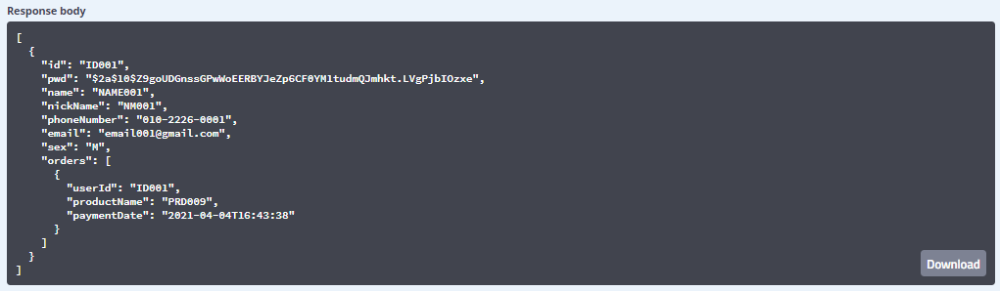 Response body
[
  {
    "id": "ID001",
    "pwd": "$2a$10$Z9goUDGnssGPwWoEERBYJeZp6CF0YM1tudmQJmhkt.LVgPjbIOzxe",
    "name": "NAME001",
    "nickName": "NM001",
    "phoneNumber": "010-2226-0001",
    "email": "email001@gmail.com",
    "sex": "M",
    "orders": [
      {
        "userId": "ID001",
        "productName": "PRD009",
        "paymentDate": "2021-04-04T16:43:38"
      }
    ]
  }
]
Download